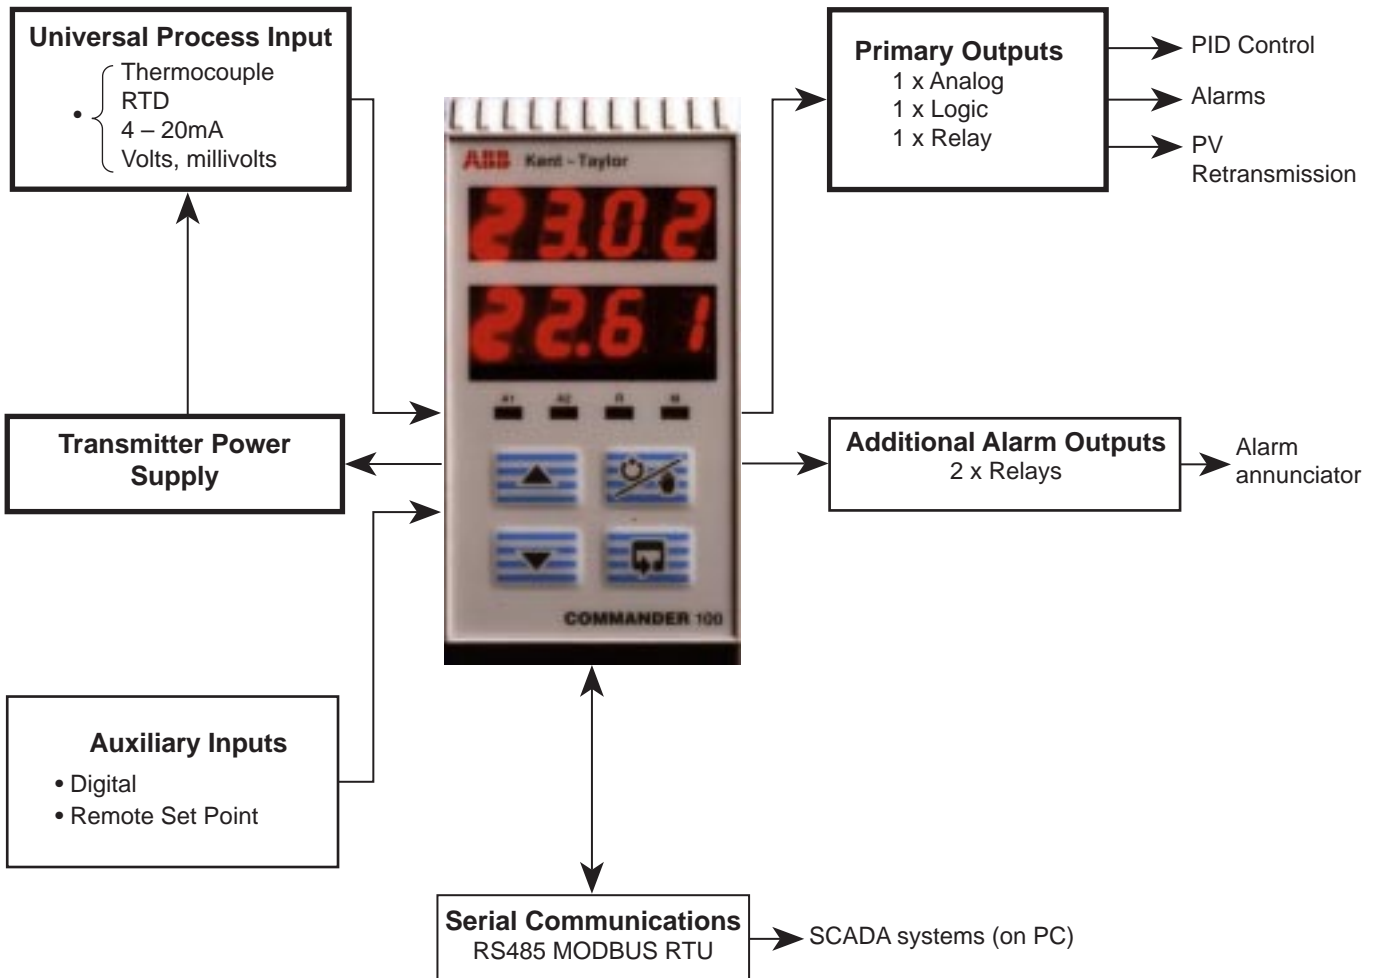 Universal Process Input
• Thermocouple
RTD
4 – 20mA
Volts, millivolts
Primary Outputs
1 x Analog
1 x Logic
1 x Relay
PID Control
Alarms
PV
Retransmission
ABB Kent-Taylor
23.02
22.61
A1 A2 R M
COMMANDER 100
Transmitter Power
Supply
Additional Alarm Outputs
2 x Relays
Alarm
annunciator
Auxiliary Inputs
• Digital
• Remote Set Point
Serial Communications
RS485 MODBUS RTU
SCADA systems (on PC)